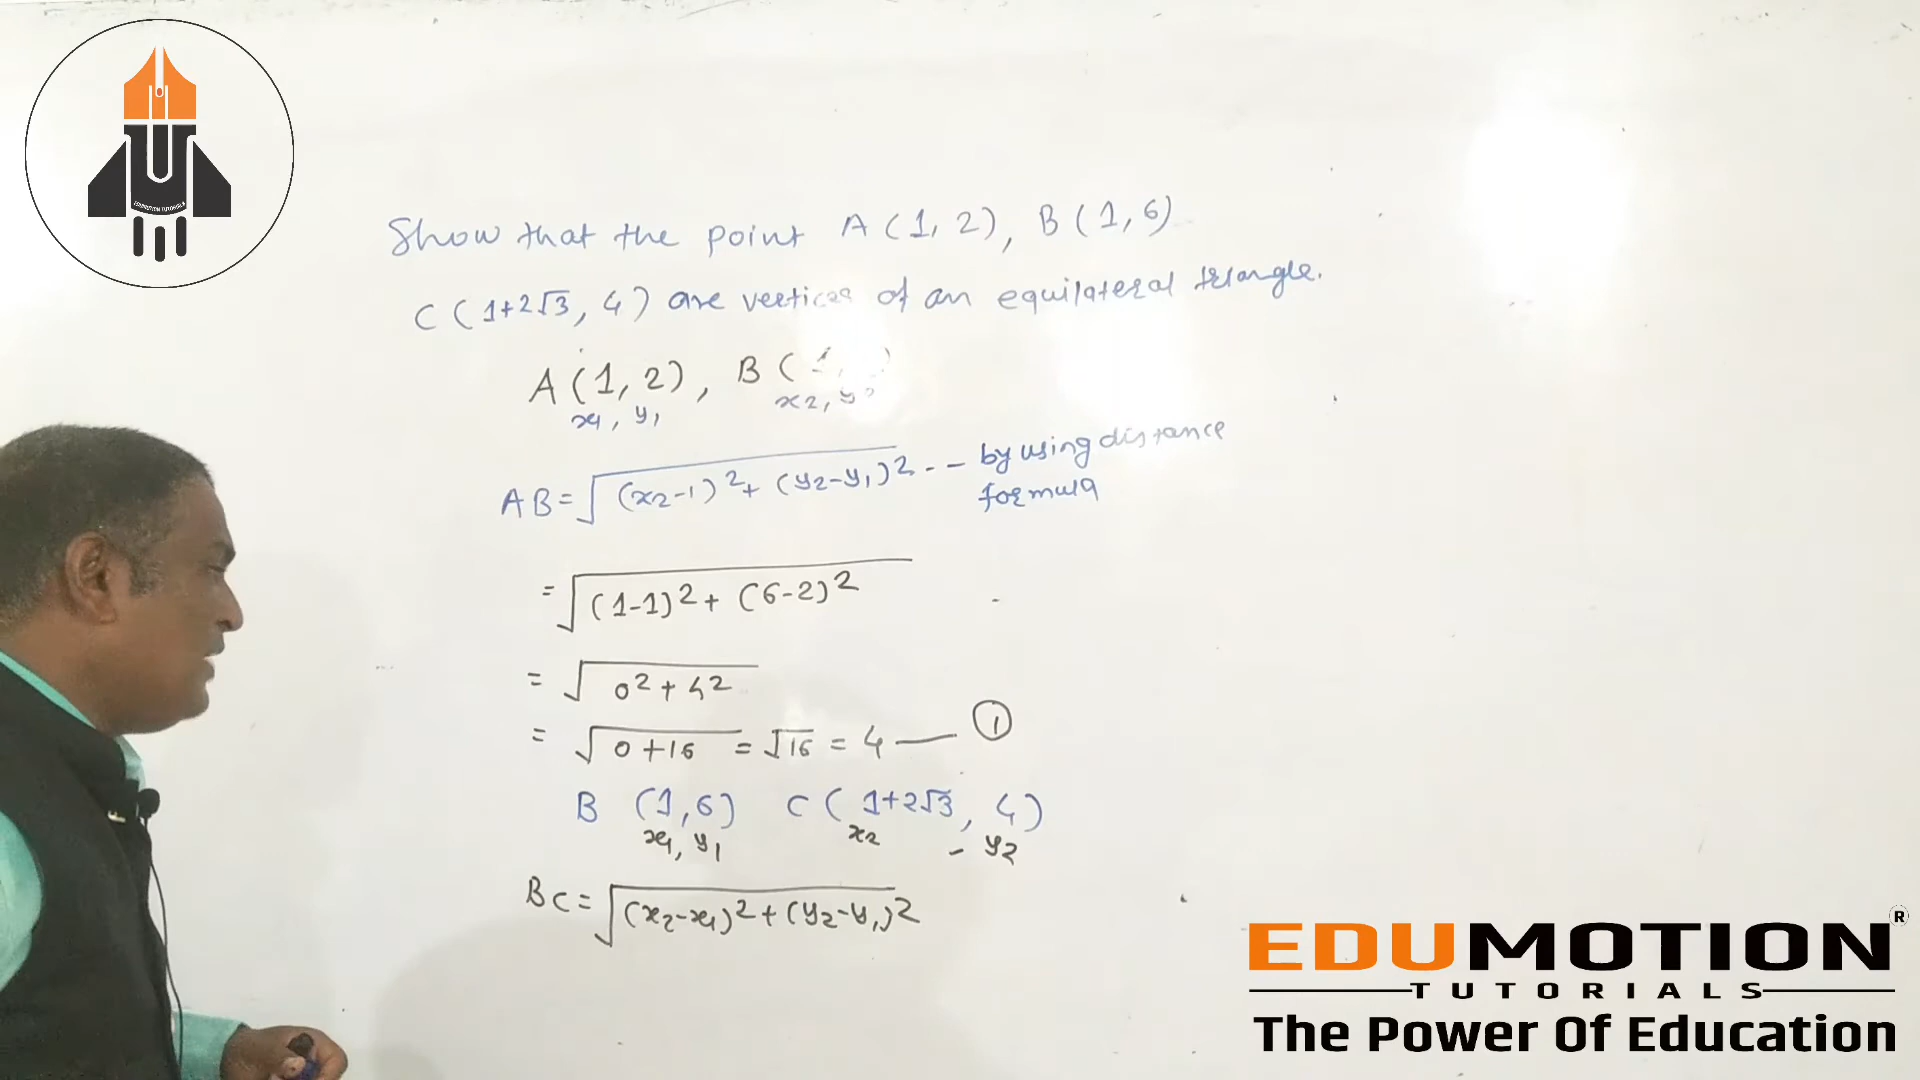 Show that the point A (1, 2), B (1, 6)
C (1+2√3, 4) are vertices of an equilateral triangle.
A (1, 2), B (1,
x1, y1 x2, y
AB = √(x2-1)²+ (y2-y1)² -- by using distance
formula
= √(1-1)²+ (6-2)²
= √0²+4²
= √0+16 = √16 = 4 — ①
B (1,6) C (1+2√3, 4)
x1, y1 x2 - y2
BC = √(x2-x1)²+(y2-y1)²
EDUMOTION®
TUTORIALS
The Power Of Education